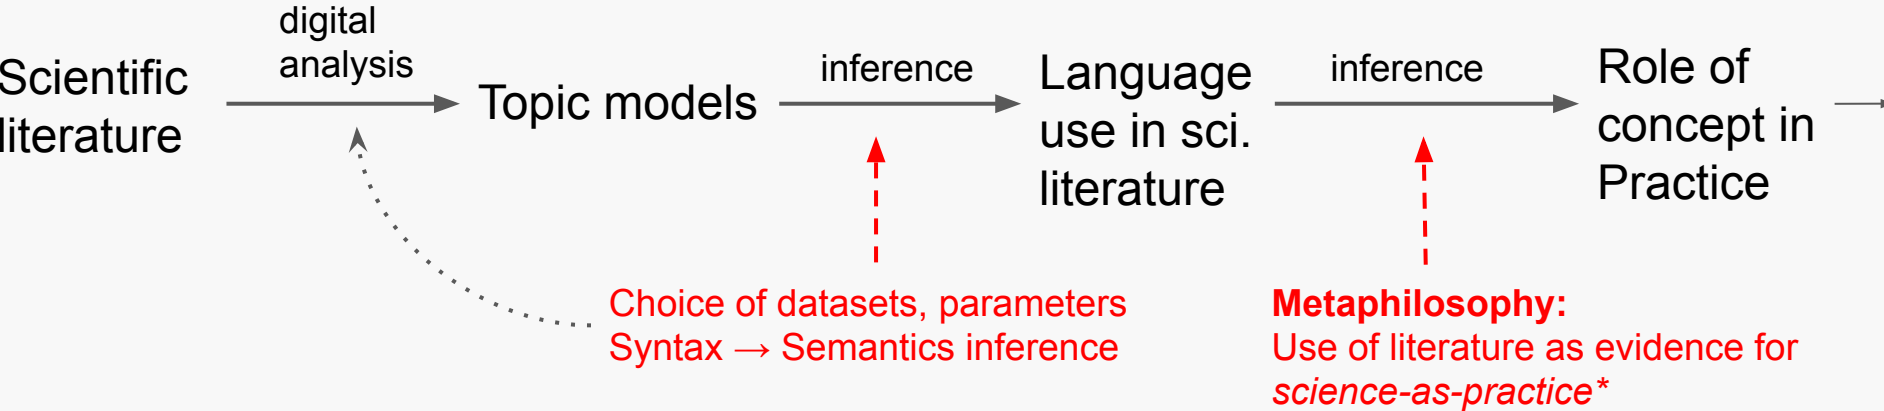 digital
analysis
Scientific
literature
Topic models
inference
Language
use in sci.
literature
inference
Role of
concept in
Practice
Choice of datasets, parameters
Syntax → Semantics inference
Metaphilosophy:
Use of literature as evidence for
science-as-practice*